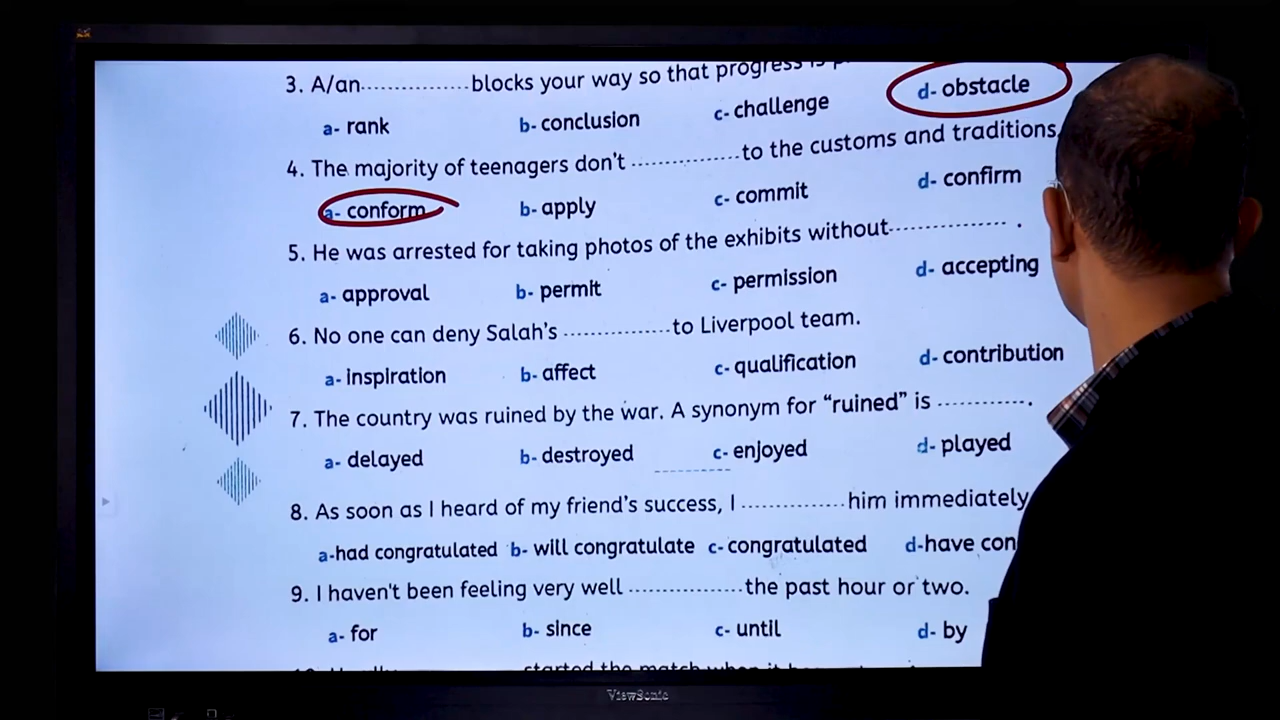 3. A/an.................. blocks your way so that progress is
a- rank b- conclusion c- challenge d- obstacle
4. The majority of teenagers don't ..................to the customs and traditions.
a- conform b- apply c- commit d- confirm
5. He was arrested for taking photos of the exhibits without.................. .
a- approval b- permit c- permission d- accepting
6. No one can deny Salah's ..................to Liverpool team.
a- inspiration b- affect c- qualification d- contribution
7. The country was ruined by the war. A synonym for “ruined” is ............... .
a- delayed b- destroyed c- enjoyed d- played
8. As soon as I heard of my friend's success, I ..................him immediately
a-had congratulated b- will congratulate c- congratulated d-have con
9. I haven't been feeling very well ..................the past hour or two.
a- for b- since c- until d- by
started the match when it
ViewSonic